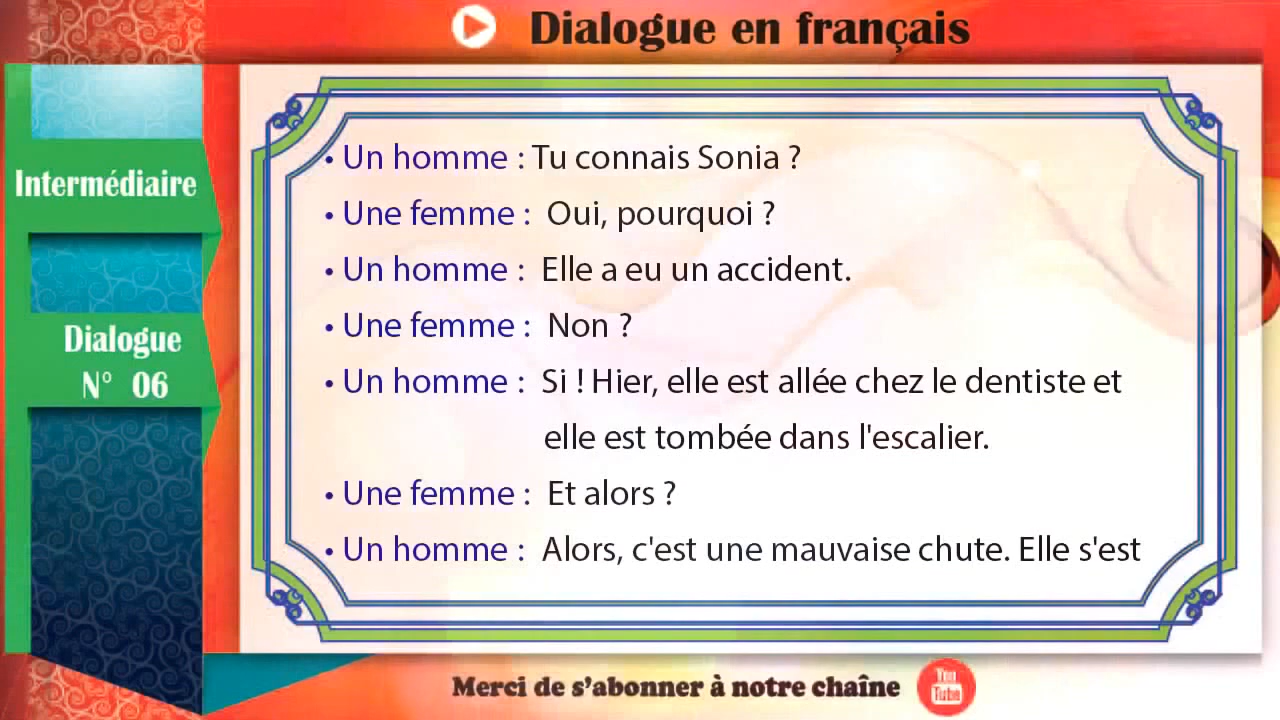 Dialogue en français
Intermédiaire
Dialogue
N° 06
• Un homme : Tu connais Sonia ?
• Une femme : Oui, pourquoi ?
• Un homme : Elle a eu un accident.
• Une femme : Non ?
• Un homme : Si ! Hier, elle est allée chez le dentiste et
elle est tombée dans l'escalier.
• Une femme : Et alors ?
• Un homme : Alors, c'est une mauvaise chute. Elle s'est
Merci de s'abonner à notre chaîne
You
Tube